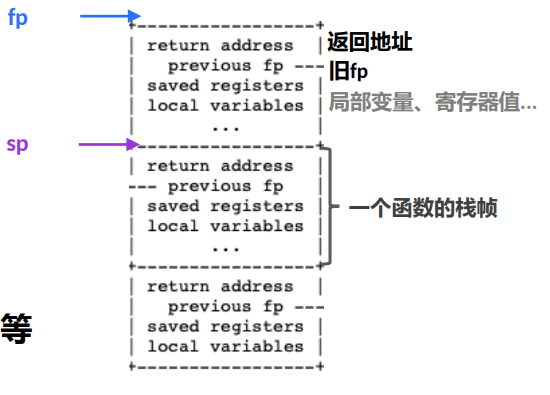 fp
return address
返回地址
previous fp ---
旧fp
saved registers
局部变量、寄存器值...
local variables
...
sp
return address
--- previous fp
saved registers
一个函数的栈帧
local variables
...
return address
previous fp ---
saved registers
等
local variables